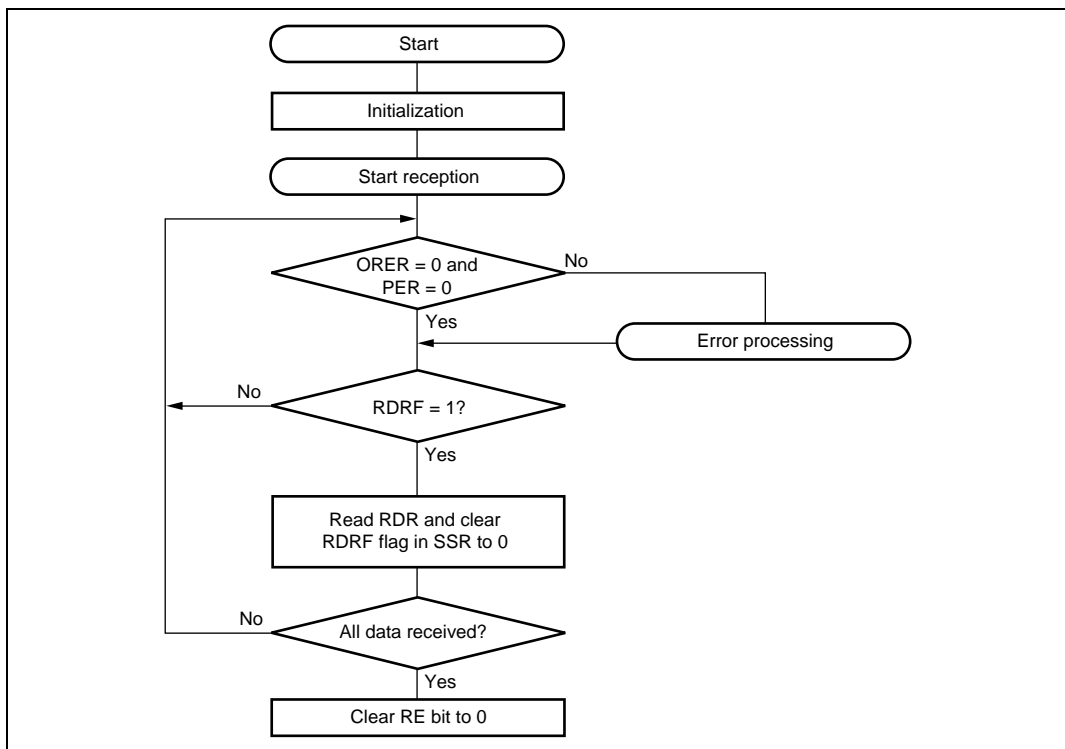 Start
Initialization
Start reception
ORER = 0 and
PER = 0
No
Yes
Error processing
No
RDRF = 1?
Yes
Read RDR and clear
RDRF flag in SSR to 0
No
All data received?
Yes
Clear RE bit to 0